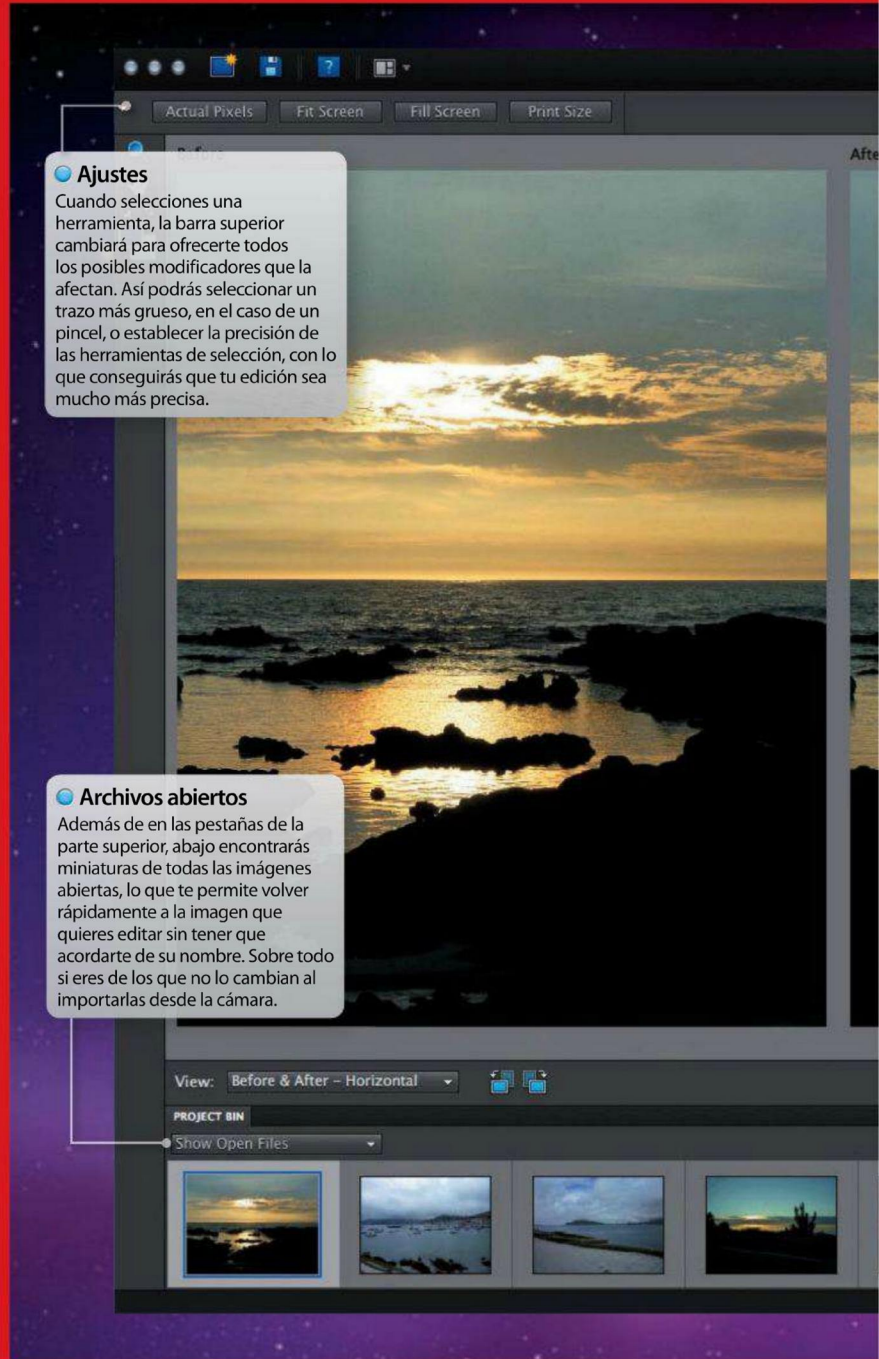 Actual Pixels Fit Screen Fill Screen Print Size
Before
Afte
Ajustes
Cuando selecciones una
herramienta, la barra superior
cambiará para ofrecerte todos
los posibles modificadores que la
afectan. Así podrás seleccionar un
trazo más grueso, en el caso de un
pincel, o establecer la precisión de
las herramientas de selección, con lo
que conseguirás que tu edición sea
mucho más precisa.
Archivos abiertos
Además de en las pestañas de la
parte superior, abajo encontrarás
miniaturas de todas las imágenes
abiertas, lo que te permite volver
rápidamente a la imagen que
quieres editar sin tener que
acordarte de su nombre. Sobre todo
si eres de los que no lo cambian al
importarlas desde la cámara.
View: Before & After – Horizontal
PROJECT BIN
Show Open Files